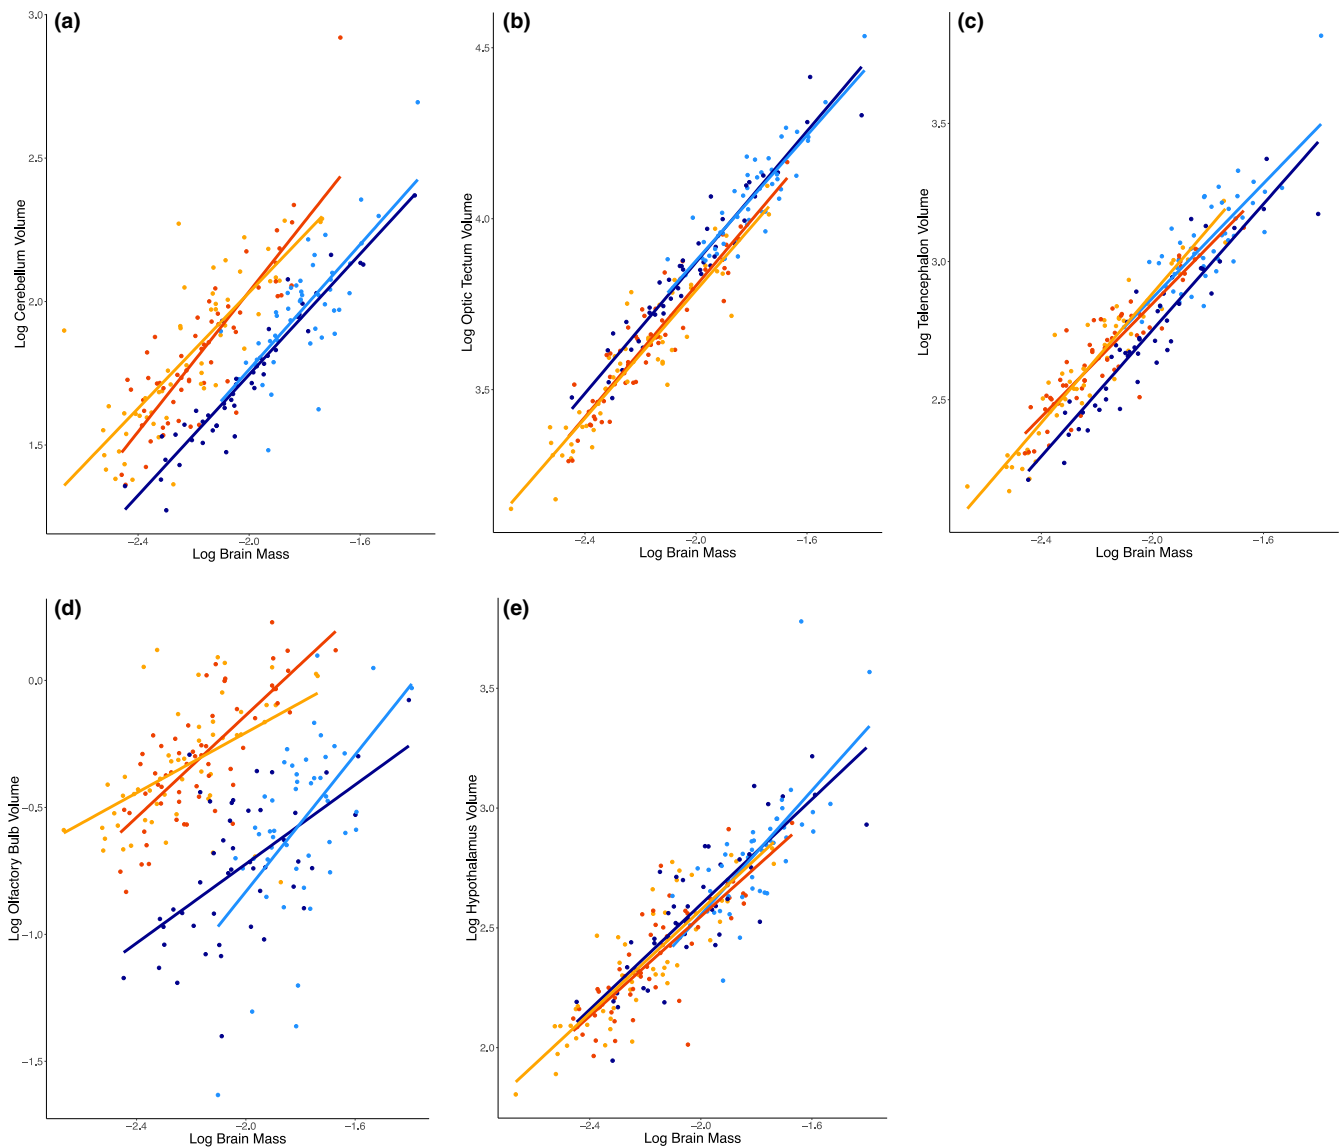 (a)
3.0
2.5
2.0
1.5
Log Cerebellum Volume
−2.4
−2.0
−1.6
Log Brain Mass
(b)
4.5
4.0
3.5
Log Optic Tectum Volume
−2.4
−2.0
−1.6
Log Brain Mass
(c)
3.5
3.0
2.5
Log Telencephalon Volume
−2.4
−2.0
−1.6
Log Brain Mass
(d)
0.0
−0.5
−1.0
−1.5
Log Olfactory Bulb Volume
−2.4
−2.0
−1.6
Log Brain Mass
(e)
3.5
3.0
2.5
2.0
Log Hypothalamus Volume
−2.4
−2.0
−1.6
Log Brain Mass